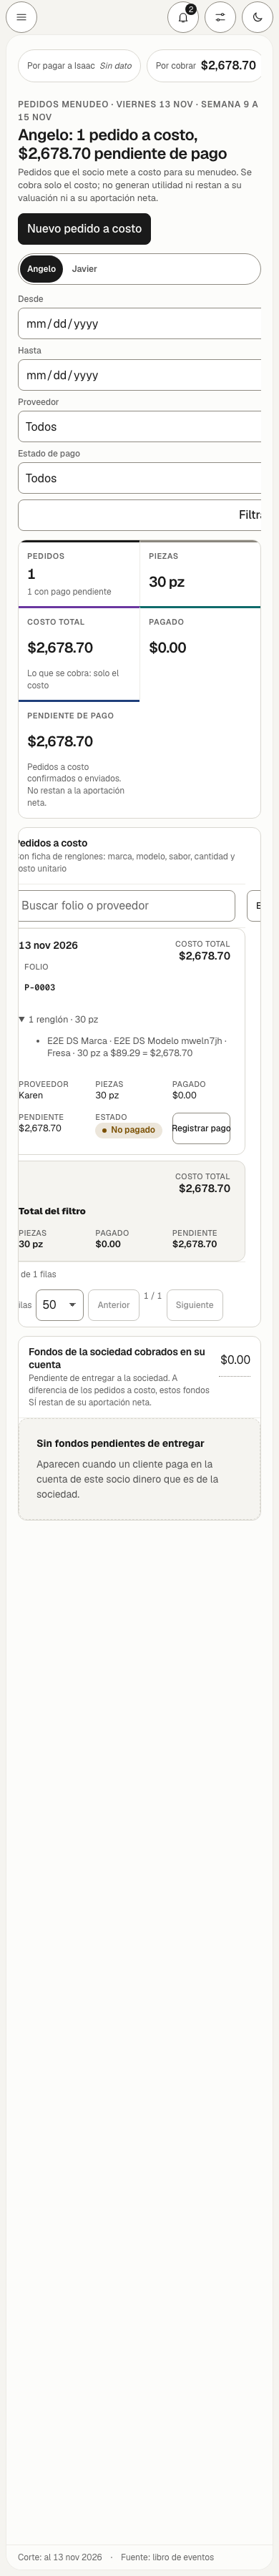 2
Por pagar a Isaac Sin dato
Por cobrar $2,678.70
PEDIDOS MENUDEO · VIERNES 13 NOV · SEMANA 9 A
15 NOV
Angelo: 1 pedido a costo,
$2,678.70 pendiente de pago
Pedidos que el socio mete a costo para su menudeo. Se
cobra solo el costo; no generan utilidad ni restan a su
valuación ni a su aportación neta.
Nuevo pedido a costo
Angelo Javier
Desde
mm/dd/yyyy
Hasta
mm/dd/yyyy
Proveedor
Todos
Estado de pago
Todos
Filtra
PEDIDOS
1
1 con pago pendiente
PIEZAS
30 pz
COSTO TOTAL
$2,678.70
Lo que se cobra: solo el
costo
PAGADO
$0.00
PENDIENTE DE PAGO
$2,678.70
Pedidos a costo
confirmados o enviados.
No restan a la aportación
neta.
Pedidos a costo
Con ficha de renglones: marca, modelo, sabor, cantidad y
costo unitario
Buscar folio o proveedor
E
13 nov 2026
COSTO TOTAL
$2,678.70
FOLIO
P-0003
▼ 1 renglón · 30 pz
• E2E DS Marca · E2E DS Modelo mweln7jh ·
Fresa · 30 pz a $89.29 = $2,678.70
PROVEEDOR PIEZAS PAGADO
Karen 30 pz $0.00
PENDIENTE ESTADO
$2,678.70 No pagado Registrar pago
COSTO TOTAL
$2,678.70
Total del filtro
PIEZAS PAGADO PENDIENTE
30 pz $0.00 $2,678.70
de 1 filas
ilas 50 Anterior 1 / 1 Siguiente
Fondos de la sociedad cobrados en su
cuenta
$0.00
Pendiente de entregar a la sociedad. A
diferencia de los pedidos a costo, estos fondos
SÍ restan de su aportación neta.
Sin fondos pendientes de entregar
Aparecen cuando un cliente paga en la
cuenta de este socio dinero que es de la
sociedad.
Corte: al 13 nov 2026 · Fuente: libro de eventos